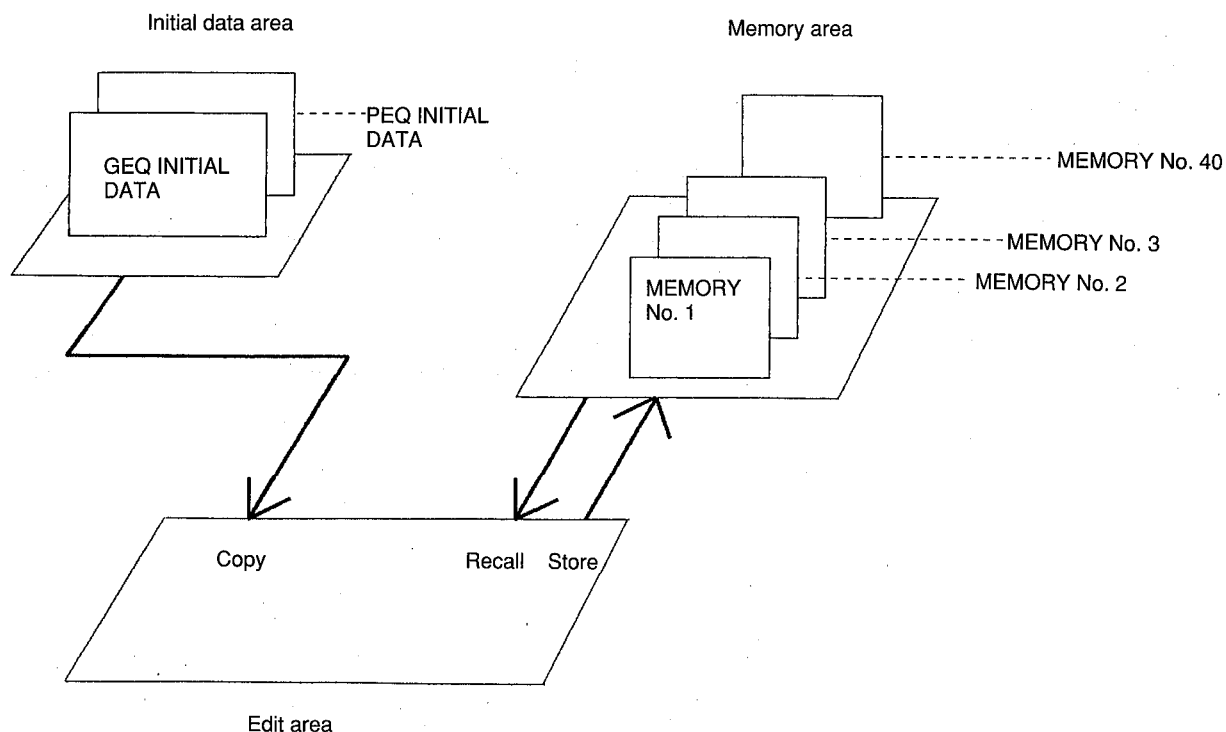 Initial data area
Memory area
PEQ INITIAL
DATA
GEQ INITIAL
DATA
MEMORY No. 40
MEMORY No. 3
MEMORY No. 2
MEMORY
No. 1
Copy
Recall
Store
Edit area